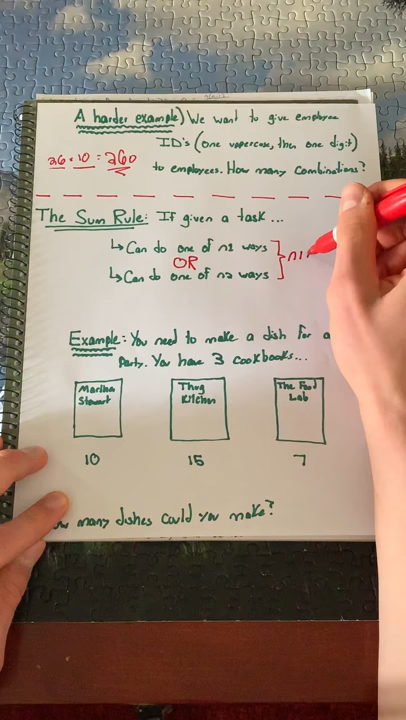 A harder example) We want to give employee
ID's (one uppercase, then one digit)
26 · 10 = 260
to employees. How many combinations?
The Sum Rule: If given a task...
↳ Can do one of n1 ways
OR
↳ Can do one of n2 ways
} n1
Example: You need to make a dish for a
Party. You have 3 cookbooks...
Martha Stewart
Thug Kitchen
The Food Lab
10 15 7
many dishes could you make?